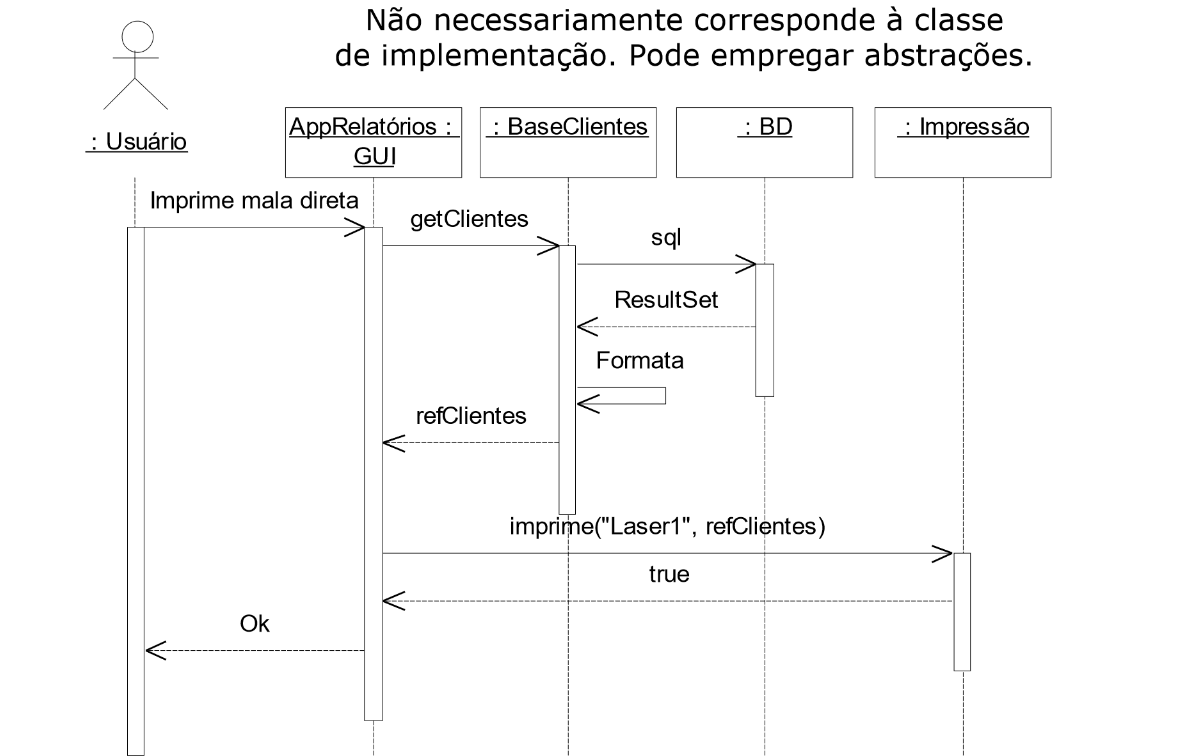 Não necessariamente corresponde à classe
de implementação. Pode empregar abstrações.
: Usuário
AppRelatórios :
GUI
: BaseClientes
: BD
: Impressão
Imprime mala direta
getClientes
sql
ResultSet
Formata
refClientes
imprime("Laser1", refClientes)
true
Ok